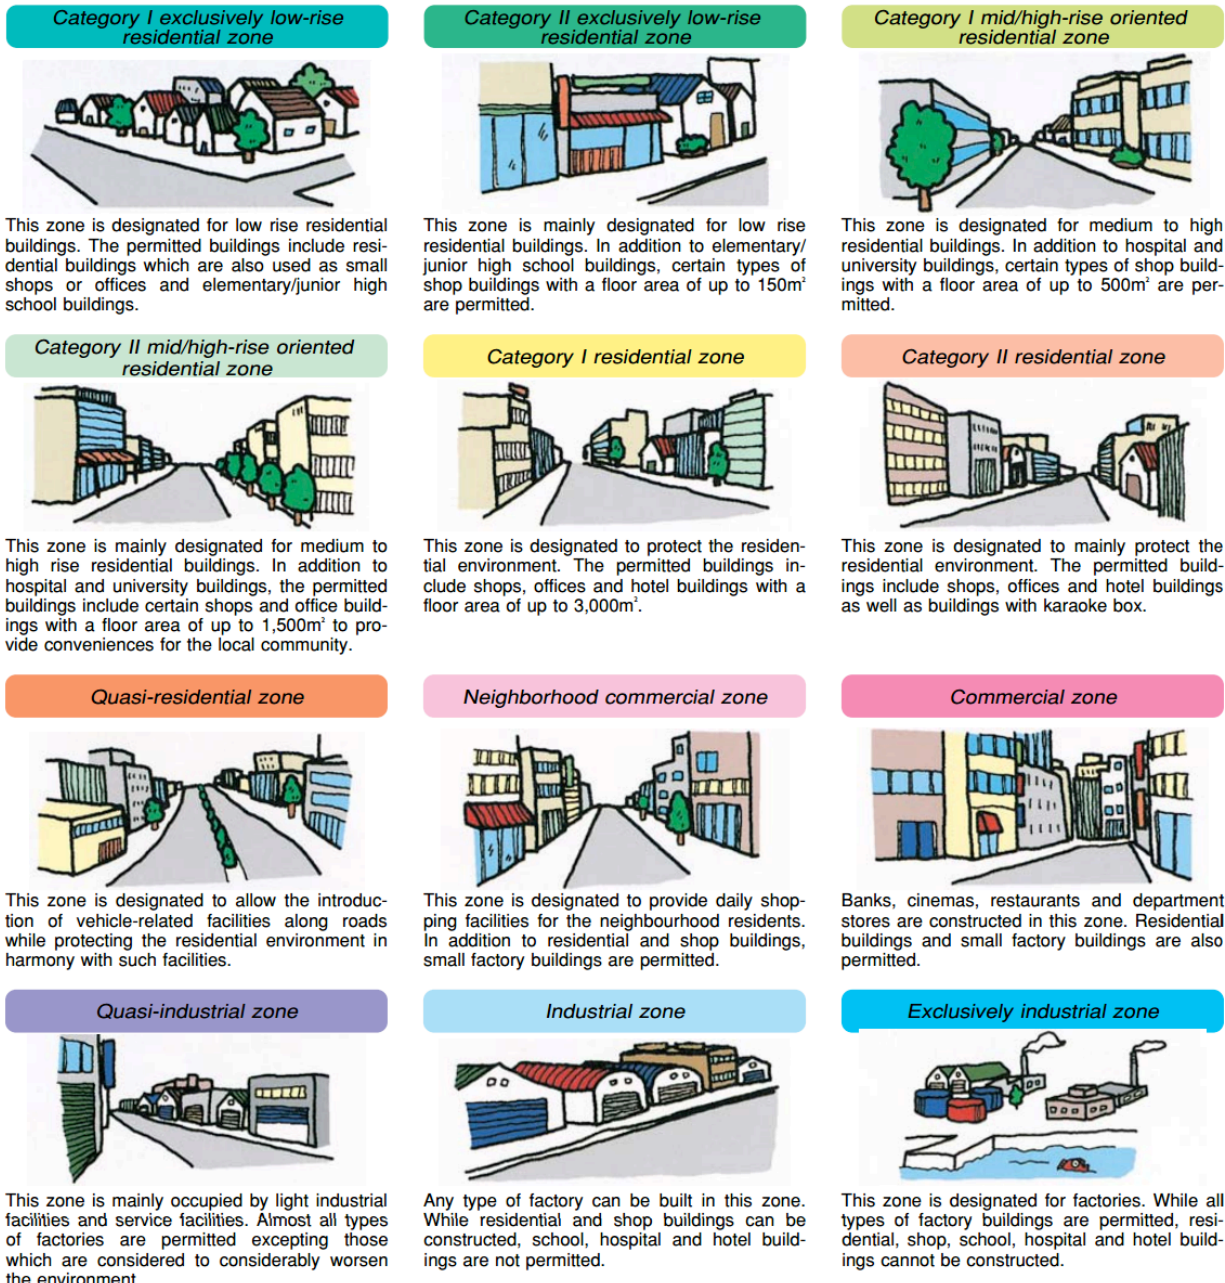 Category I exclusively low-rise
residential zone
This zone is designated for low rise residential
buildings. The permitted buildings include resi-
dential buildings which are also used as small
shops or offices and elementary/junior high
school buildings.
Category II exclusively low-rise
residential zone
This zone is mainly designated for low rise
residential buildings. In addition to elementary/
junior high school buildings, certain types of
shop buildings with a floor area of up to 150m²
are permitted.
Category I mid/high-rise oriented
residential zone
This zone is designated for medium to high
residential buildings. In addition to hospital and
university buildings, certain types of shop build-
ings with a floor area of up to 500m² are per-
mitted.
Category II mid/high-rise oriented
residential zone
This zone is mainly designated for medium to
high rise residential buildings. In addition to
hospital and university buildings, the permitted
buildings include certain shops and office build-
ings with a floor area of up to 1,500m² to pro-
vide conveniences for the local community.
Category I residential zone
This zone is designated to protect the residen-
tial environment. The permitted buildings in-
clude shops, offices and hotel buildings with a
floor area of up to 3,000m².
Category II residential zone
This zone is designated to mainly protect the
residential environment. The permitted build-
ings include shops, offices and hotel buildings
as well as buildings with karaoke box.
Quasi-residential zone
This zone is designated to allow the introduc-
tion of vehicle-related facilities along roads
while protecting the residential environment in
harmony with such facilities.
Neighborhood commercial zone
This zone is designated to provide daily shop-
ping facilities for the neighbourhood residents.
In addition to residential and shop buildings,
small factory buildings are permitted.
Commercial zone
Banks, cinemas, restaurants and department
stores are constructed in this zone. Residential
buildings and small factory buildings are also
permitted.
Quasi-industrial zone
This zone is mainly occupied by light industrial
facilities and service facilities. Almost all types
of factories are permitted excepting those
which are considered to considerably worsen
the environment
Industrial zone
Any type of factory can be built in this zone.
While residential and shop buildings can be
constructed, school, hospital and hotel build-
ings are not permitted.
Exclusively industrial zone
This zone is designated for factories. While all
types of factory buildings are permitted, resi-
dential, shop, school, hospital and hotel build-
ings cannot be constructed.